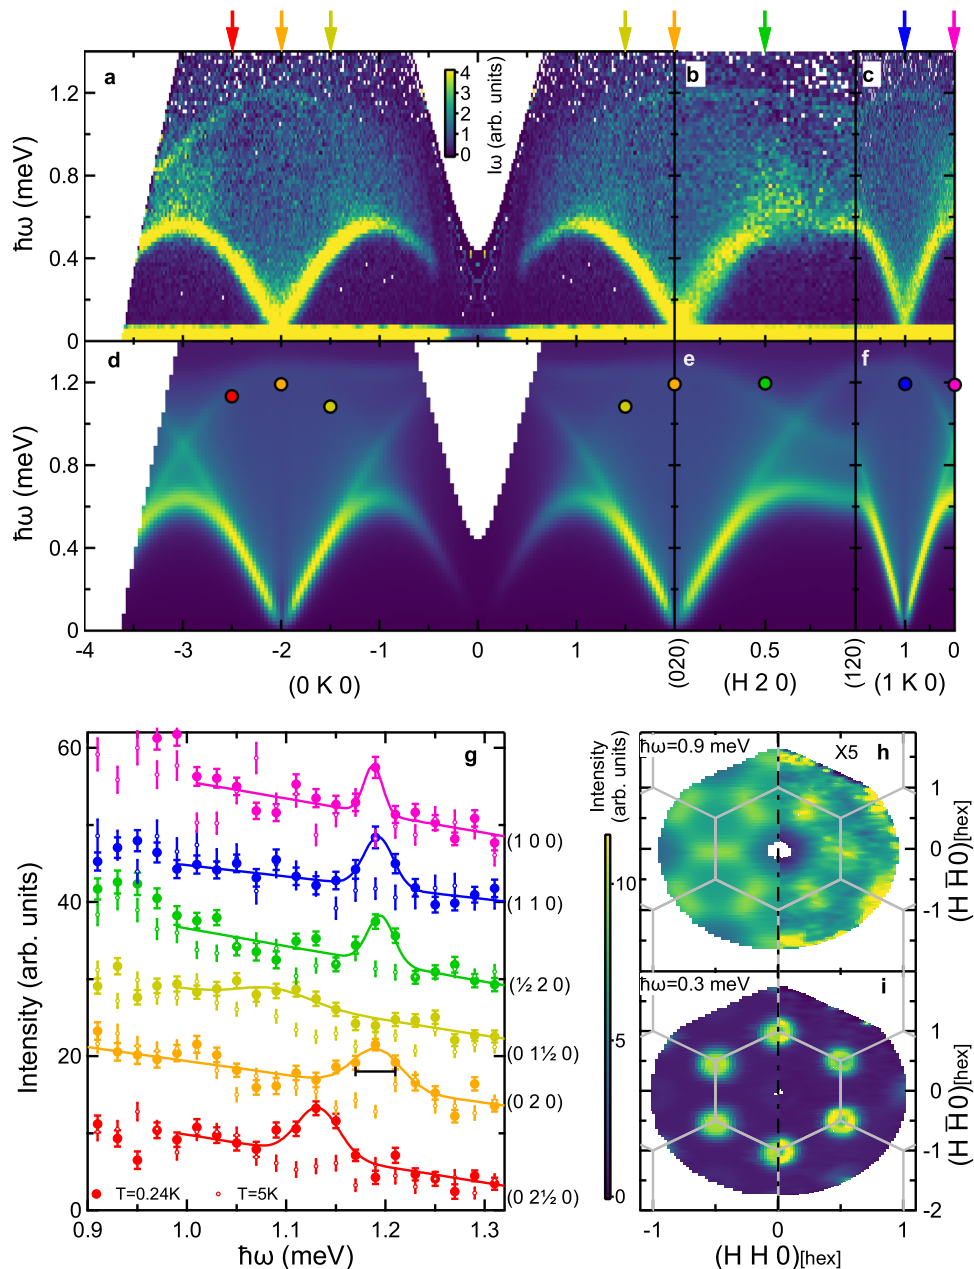 a
b
c
1.2
0.8
0.4
0
ħω (meV)
4
3
2
1
0
Iω (arb. units)
d
e
f
1.2
0.8
0.4
0
ħω (meV)
-4
-3
-2
-1
0
1
(020)
0.5
(120)
1
0
(0 K 0)
(H 2 0)
(1 K 0)
g
60
40
20
0
Intensity (arb. units)
(1 0 0)
(1 1 0)
(½ 2 0)
(0 1½ 0)
(0 2 0)
(0 2½ 0)
T=0.24K
T=5K
0.9
1.0
1.1
1.2
1.3
ħω (meV)
Intensity
(arb. units)
10
5
0
ħω=0.9 meV
X5
h
1
0
-1
(H H̅ 0)[hex]
ħω=0.3 meV
i
1
0
-1
-2
(H H̅ 0)[hex]
-1
0
1
(H H 0)[hex]